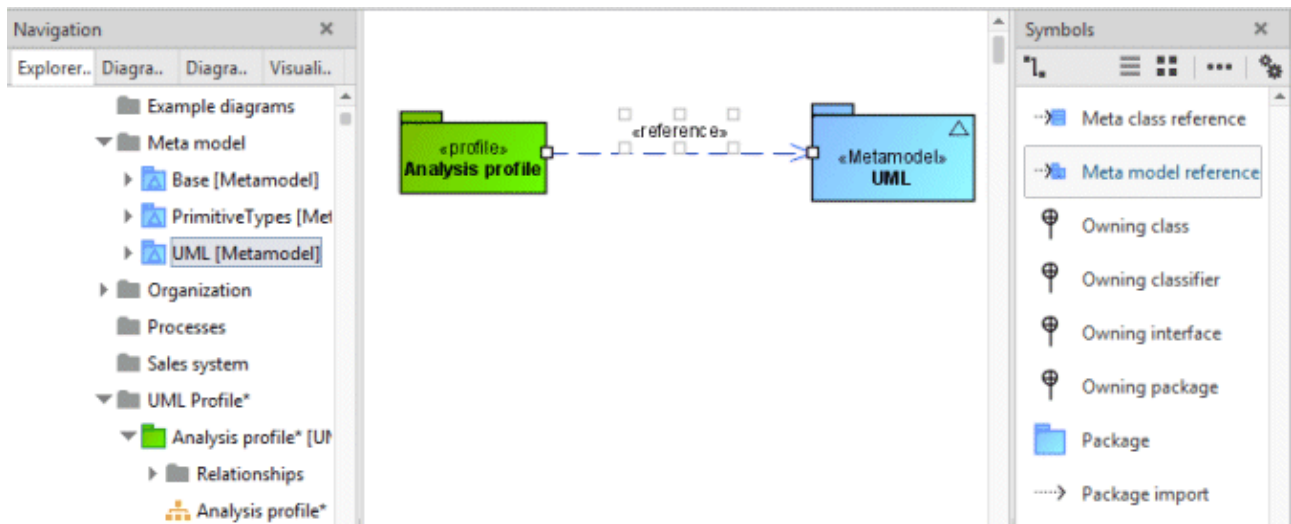 Navigation
Explorer.. Diagra.. Diagra.. Visuali..
Example diagrams
Meta model
Base [Metamodel]
PrimitiveTypes [Met
UML [Metamodel]
Organization
Processes
Sales system
UML Profile*
Analysis profile* [UM
Relationships
Analysis profile*
«profile»
Analysis profile
«reference»
«Metamodel»
UML
Symbols
Meta class reference
Meta model reference
Owning class
Owning classifier
Owning interface
Owning package
Package
Package import